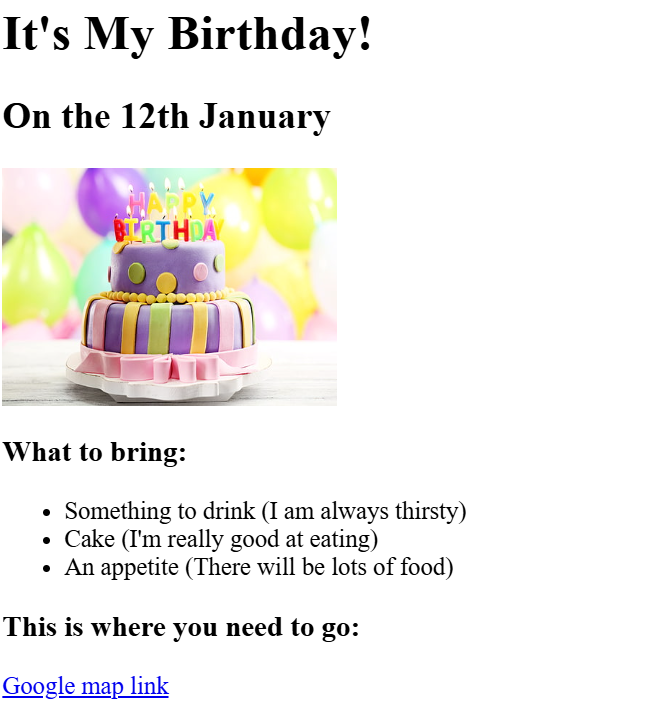 It's My Birthday!
On the 12th January
HAPPY
BIRTHDAY
What to bring:
Something to drink (I am always thirsty)
Cake (I'm really good at eating)
An appetite (There will be lots of food)
This is where you need to go:
Google map link